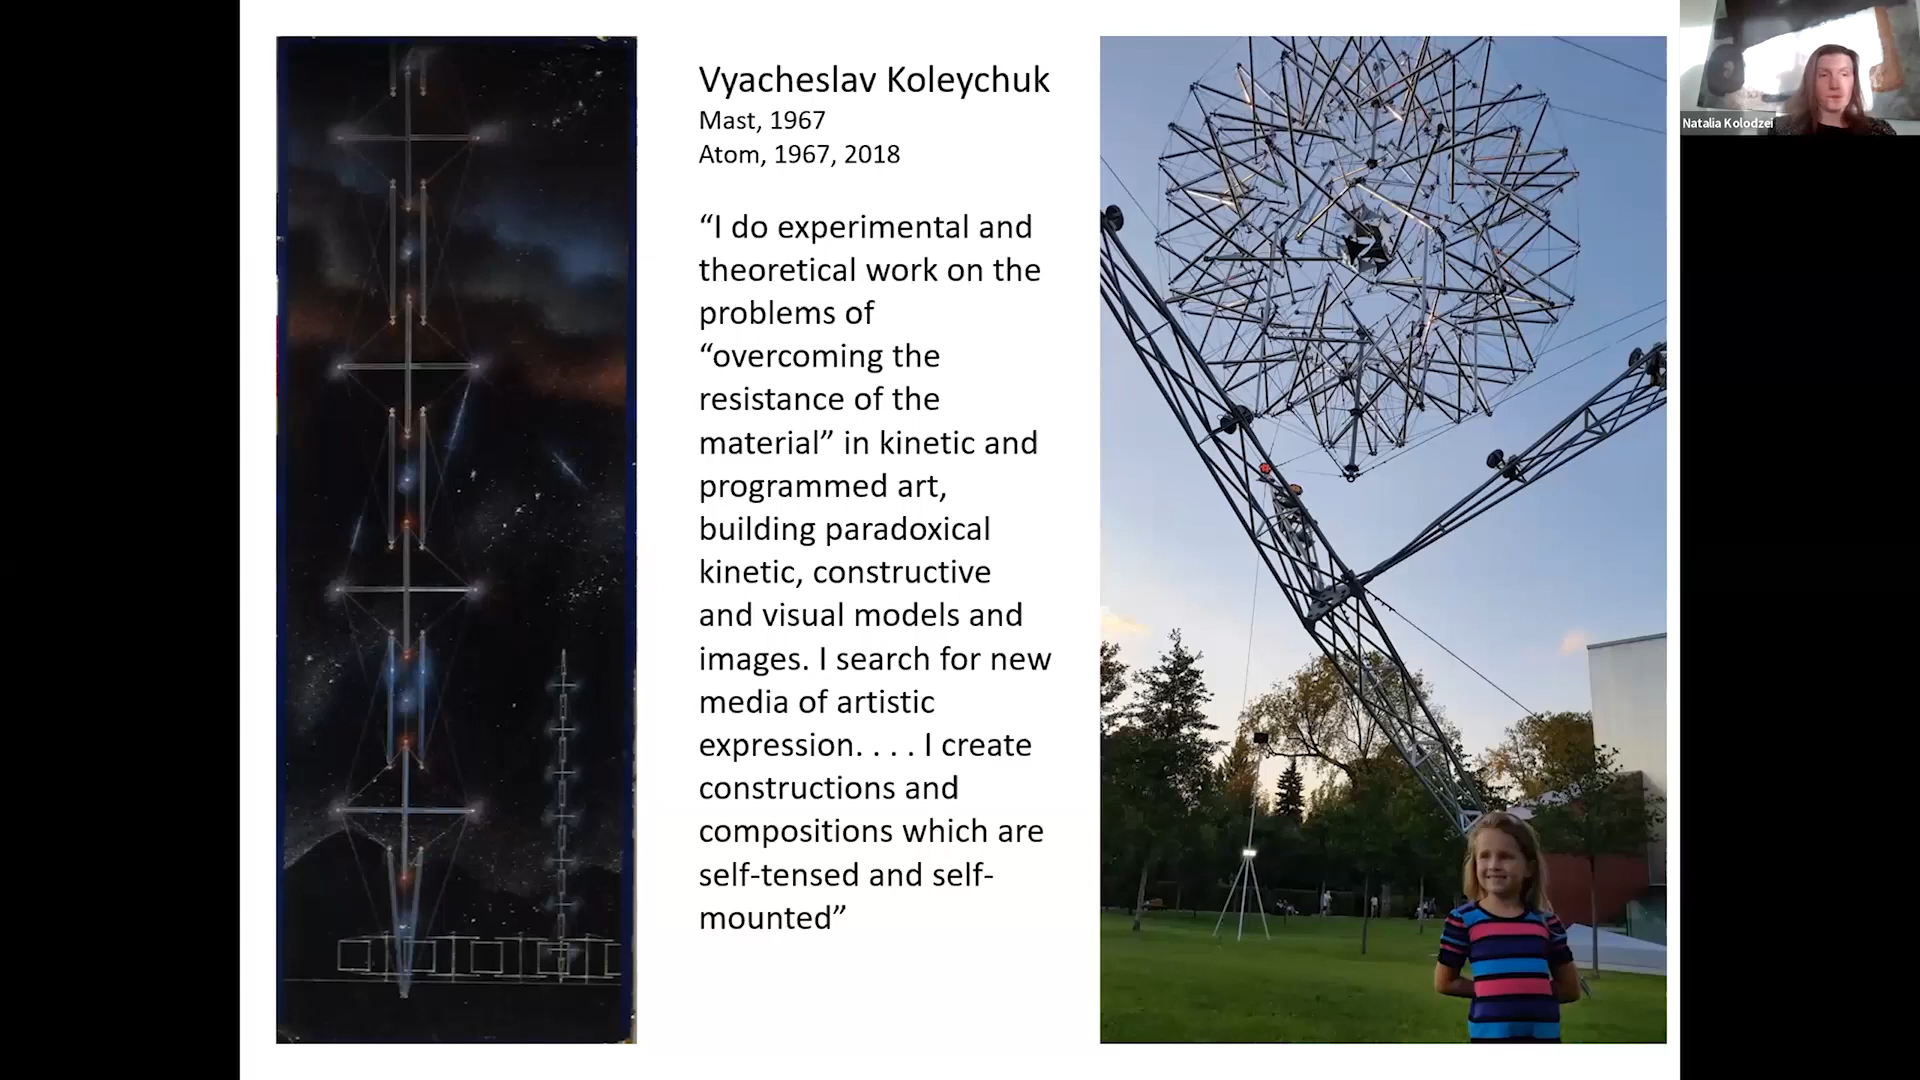 Vyacheslav Koleychuk
Mast, 1967
Atom, 1967, 2018
“I do experimental and
theoretical work on the
problems of
“overcoming the
resistance of the
material” in kinetic and
programmed art,
building paradoxical
kinetic, constructive
and visual models and
images. I search for new
media of artistic
expression. . . . I create
constructions and
compositions which are
self-tensed and self-
mounted”
Natalia Kolodzei